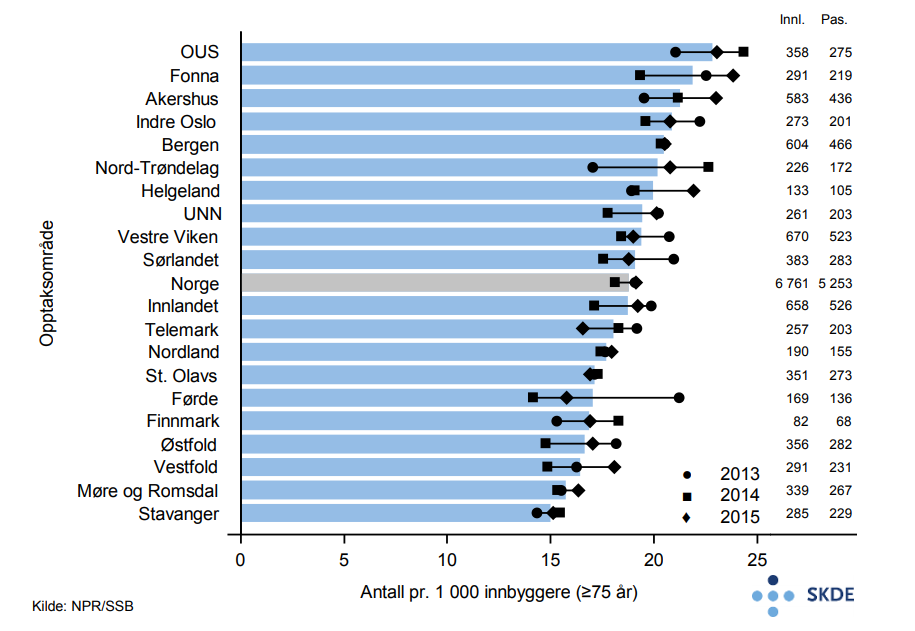 Innl. Pas.
OUS 358 275
Fonna 291 219
Akershus 583 436
Indre Oslo 273 201
Bergen 604 466
Nord-Trøndelag 226 172
Helgeland 133 105
UNN 261 203
Vestre Viken 670 523
Sørlandet 383 283
Norge 6 761 5 253
Innlandet 658 526
Telemark 257 203
Nordland 190 155
St. Olavs 351 273
Førde 169 136
Finnmark 82 68
Østfold 356 282
Vestfold 291 231
Møre og Romsdal 339 267
Stavanger 285 229
Opptaksområde
2013
2014
2015
0 5 10 15 20 25
Antall pr. 1 000 innbyggere (≥75 år)
Kilde: NPR/SSB
SKDE